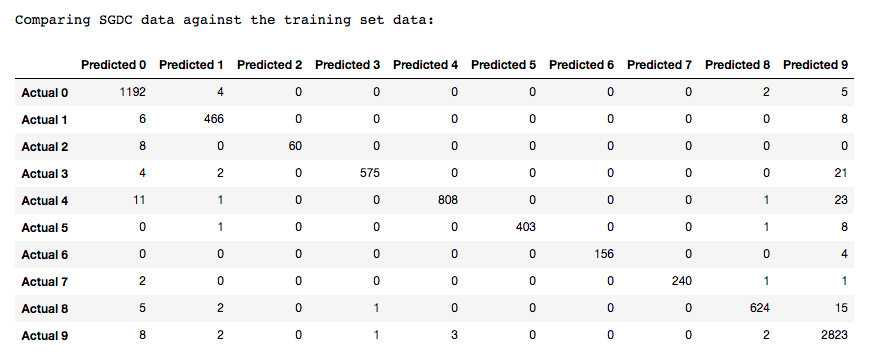 Comparing SGDC data against the training set data:
Predicted 0 Predicted 1 Predicted 2 Predicted 3 Predicted 4 Predicted 5 Predicted 6 Predicted 7 Predicted 8 Predicted 9
Actual 0 1192 4 0 0 0 0 0 0 2 5
Actual 1 6 466 0 0 0 0 0 0 0 8
Actual 2 8 0 60 0 0 0 0 0 0 0
Actual 3 4 2 0 575 0 0 0 0 0 21
Actual 4 11 1 0 0 808 0 0 0 1 23
Actual 5 0 1 0 0 0 403 0 0 1 8
Actual 6 0 0 0 0 0 0 156 0 0 4
Actual 7 2 0 0 0 0 0 0 240 1 1
Actual 8 5 2 0 1 0 0 0 0 624 15
Actual 9 8 2 0 1 3 0 0 0 2 2823